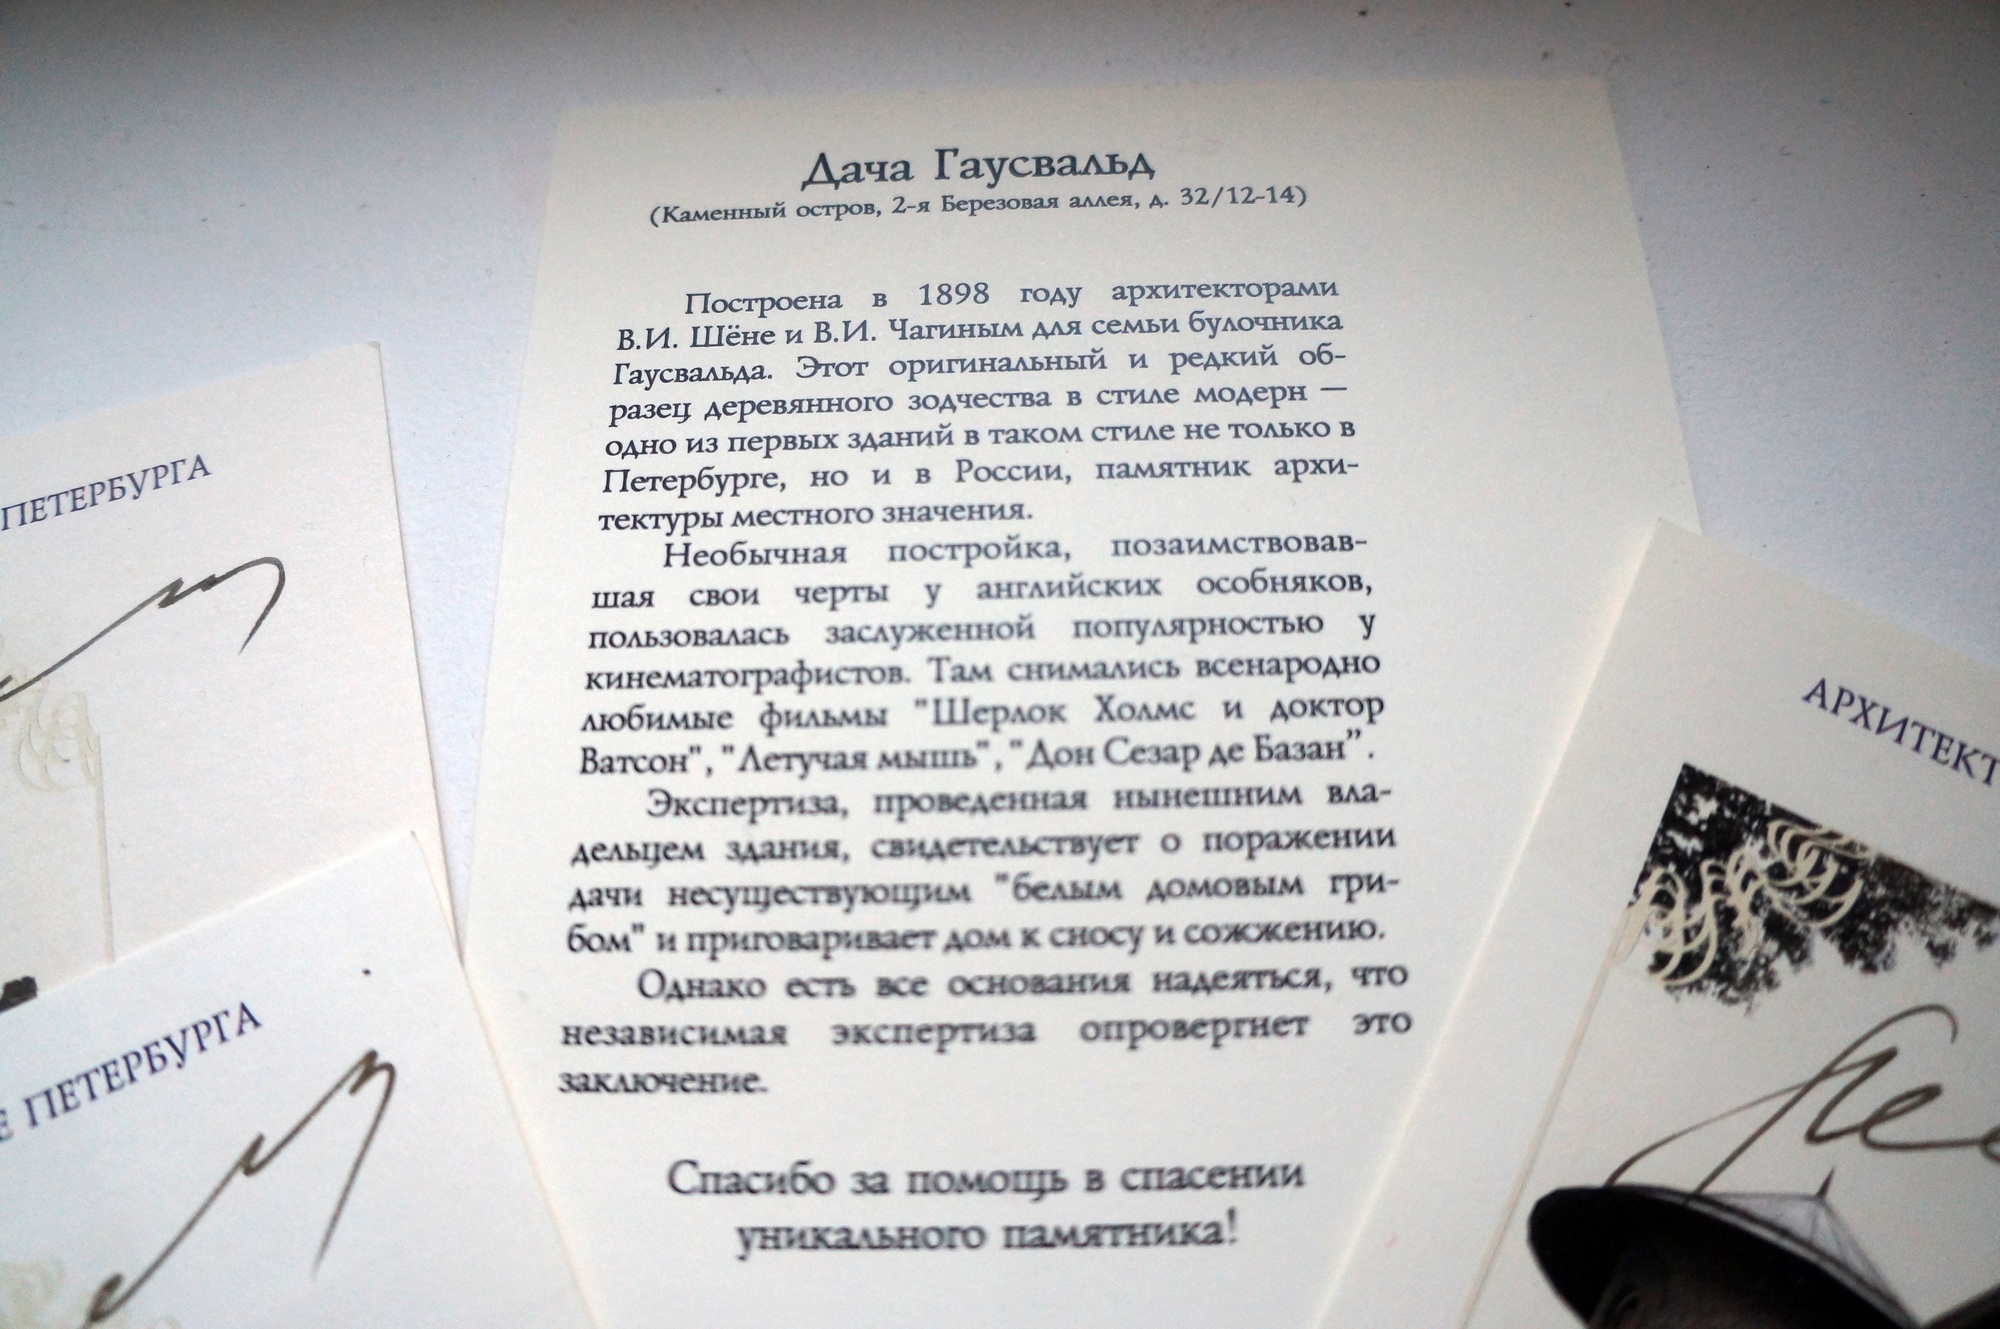 Дача Гаусвальд
(Каменный остров, 2-я Березовая аллея, д. 32/12-14)
Построена в 1898 году архитекторами
В.И. Шёне и В.И. Чагиным для семьи булочника
Гаусвальда. Этот оригинальный и редкий об-
разец деревянного зодчества в стиле модерн —
одно из первых зданий в таком стиле не только в
Петербурге, но и в России, памятник архи-
тектуры местного значения.
Необычная постройка, позаимствовав-
шая свои черты у английских особняков,
пользовалась заслуженной популярностью у
кинематографистов. Там снимались всенародно
любимые фильмы "Шерлок Холмс и доктор
Ватсон", "Летучая мышь", "Дон Сезар де Базан”.
Экспертиза, проведенная нынешним вла-
дельцем здания, свидетельствует о поражении
дачи несуществующим "белым домовым гри-
бом" и приговаривает дом к сносу и сожжению.
Однако есть все основания надеяться, что
независимая экспертиза опровергнет это
заключение.
Спасибо за помощь в спасении
уникального памятника!
ПЕТЕРБУРГА
Е ПЕТЕРБУРГА
АРХИТЕКТ